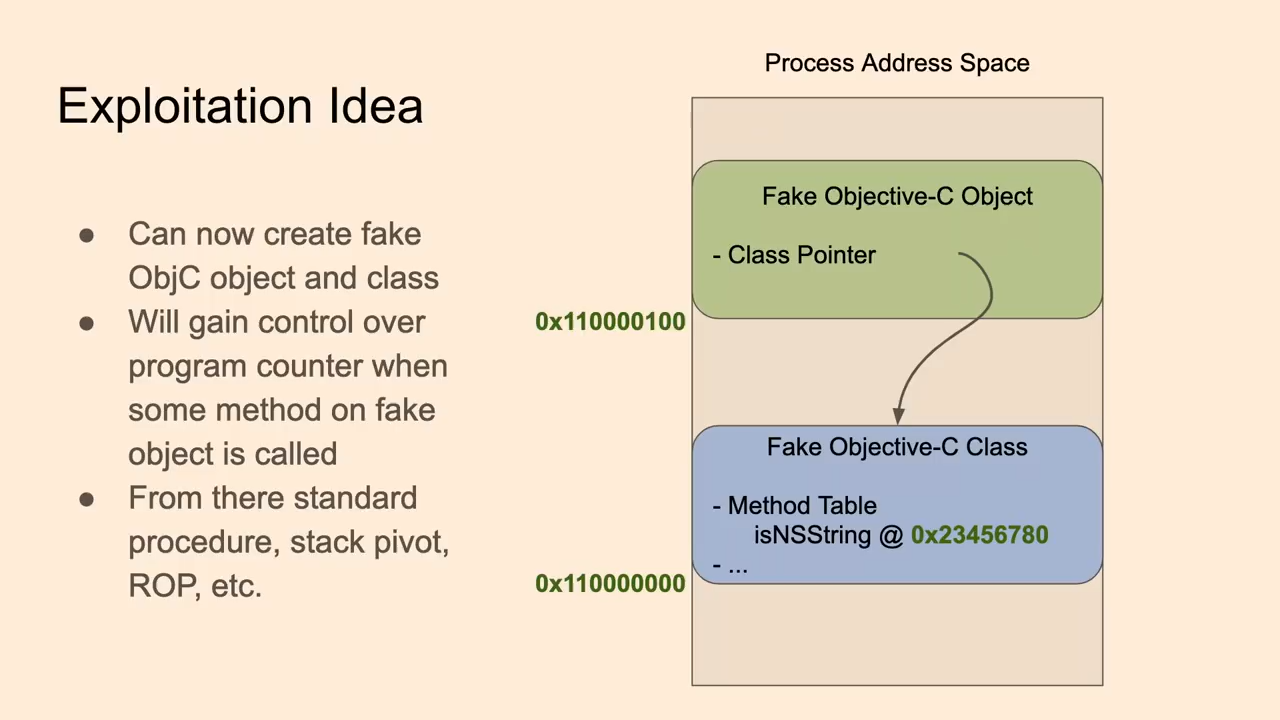 Exploitation Idea
● Can now create fake
ObjC object and class
● Will gain control over
program counter when
some method on fake
object is called
● From there standard
procedure, stack pivot,
ROP, etc.
Process Address Space
Fake Objective-C Object
- Class Pointer
0x110000100
Fake Objective-C Class
- Method Table
isNSString @ 0x23456780
- ...
0x110000000